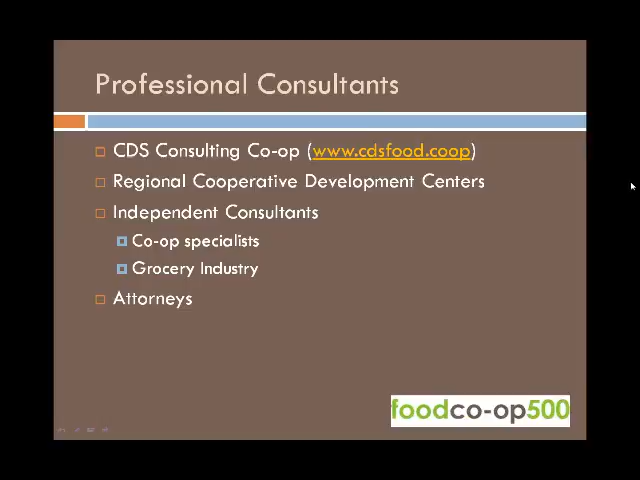 Professional Consultants
CDS Consulting Co-op (www.cdsfood.coop)
Regional Cooperative Development Centers
Independent Consultants
Co-op specialists
Grocery Industry
Attorneys
foodco-op500